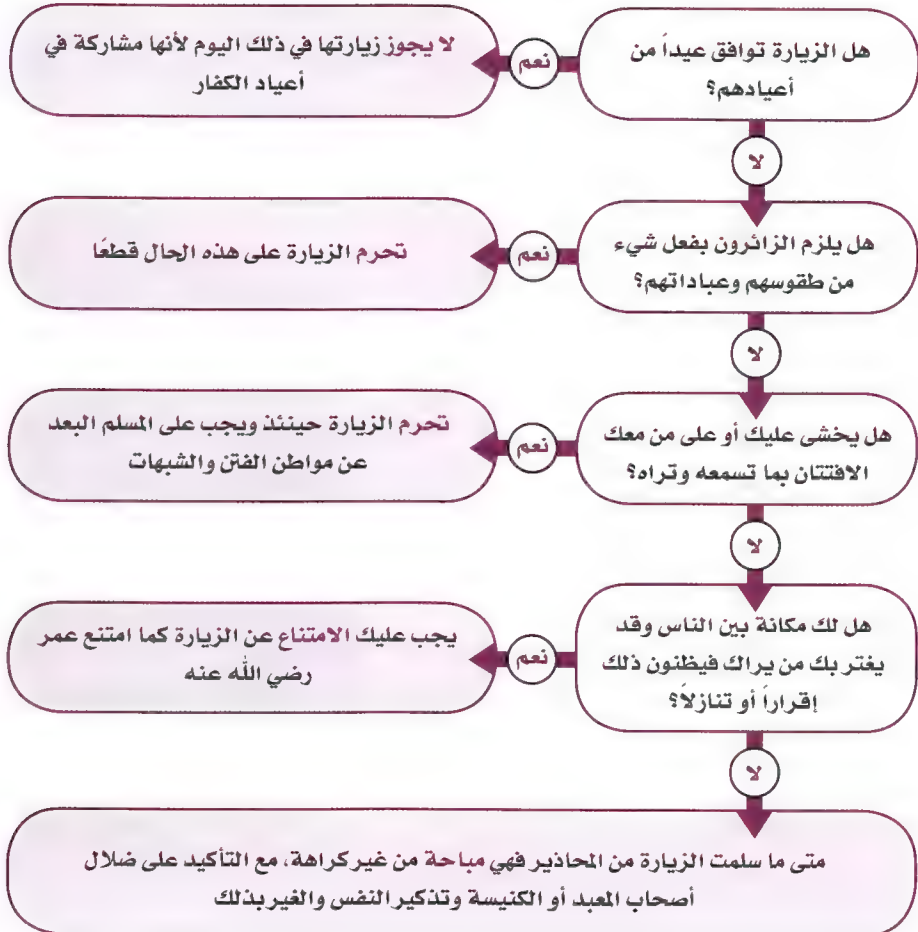 هل الزيارة توافق عيداً من
أعيادهم؟
نعم
لا يجوز زيارتها في ذلك اليوم لأنها مشاركة في
أعياد الكفار
لا
هل يلزم الزائرون بفعل شيء
من طقوسهم وعباداتهم؟
نعم
تحرم الزيارة على هذه الحال قطعًا
لا
هل يخشى عليك أو على من معك
الافتتان بما تسمعه وتراه؟
نعم
تحرم الزيارة حينئذ ويجب على المسلم البعد
عن مواطن الفتن والشبهات
لا
هل لك مكانة بين الناس وقد
يغتر بك من يراك فيظنون ذلك
إقراراً أو تنازلاً؟
نعم
يجب عليك الامتناع عن الزيارة كما امتنع عمر
رضي الله عنه
لا
متى ما سلمت الزيارة من المحاذير فهي مباحة من غير كراهة، مع التأكيد على ضلال
أصحاب المعبد أو الكنيسة وتذكير النفس والغير بذلك